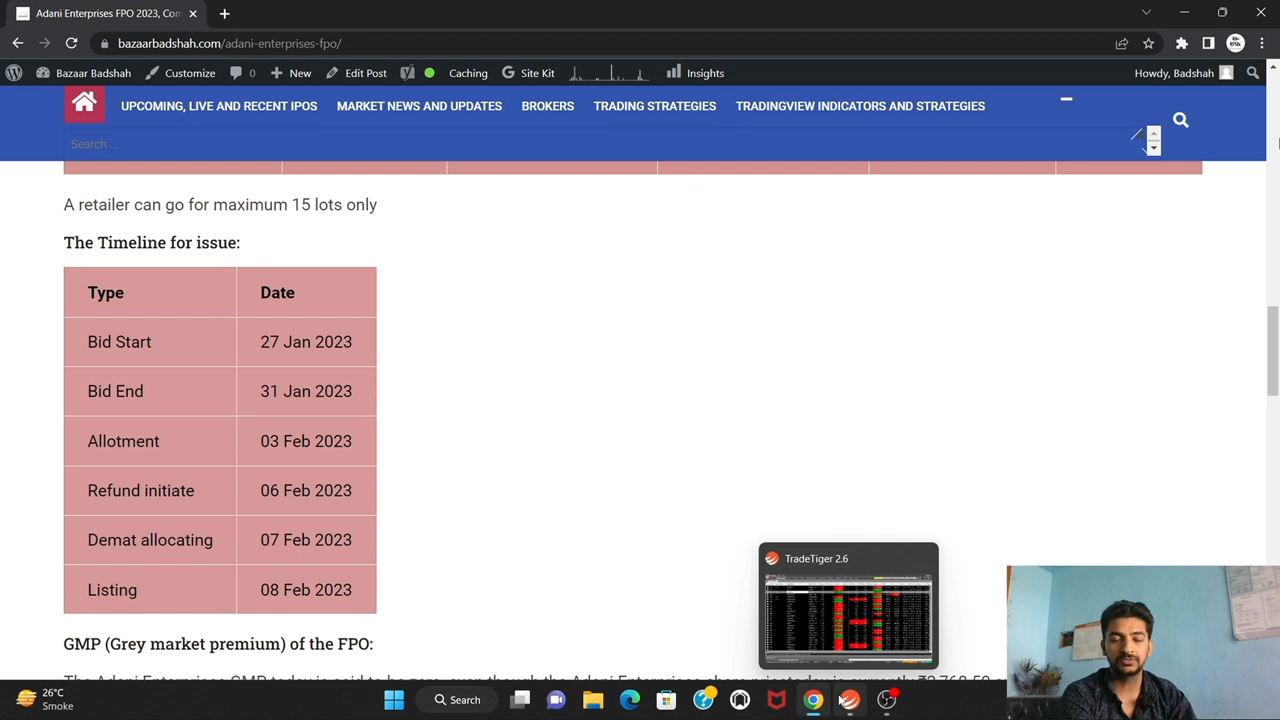 Adani Enterprises FPO 2023, Com
bazaarbadshah.com/adani-enterprises-fpo/
Bazaar Badshah Customize 0 New Edit Post Caching Site Kit Insights Howdy, Badshah
UPCOMING, LIVE AND RECENT IPOS MARKET NEWS AND UPDATES BROKERS TRADING STRATEGIES TRADINGVIEW INDICATORS AND STRATEGIES
Search ...
A retailer can go for maximum 15 lots only
The Timeline for issue:
Type Date
Bid Start 27 Jan 2023
Bid End 31 Jan 2023
Allotment 03 Feb 2023
Refund initiate 06 Feb 2023
Demat allocating 07 Feb 2023
Listing 08 Feb 2023
TradeTiger 2.6
GMP (Grey market premium) of the FPO:
26°C
Smoke
Search